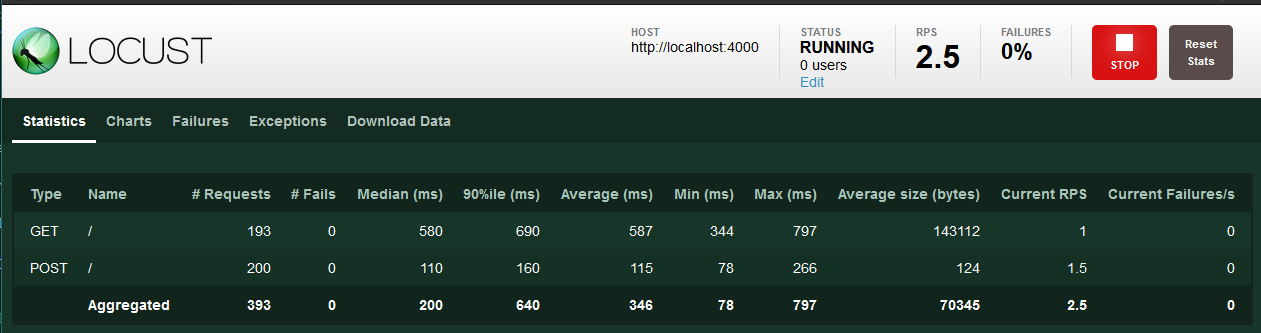 LOCUST
HOST
http://localhost:4000
STATUS
RUNNING
0 users
Edit
RPS
2.5
FAILURES
0%
STOP
Reset
Stats
Statistics Charts Failures Exceptions Download Data
Type Name # Requests # Fails Median (ms) 90%ile (ms) Average (ms) Min (ms) Max (ms) Average size (bytes) Current RPS Current Failures/s
GET / 193 0 580 690 587 344 797 143112 1 0
POST / 200 0 110 160 115 78 266 124 1.5 0
Aggregated 393 0 200 640 346 78 797 70345 2.5 0